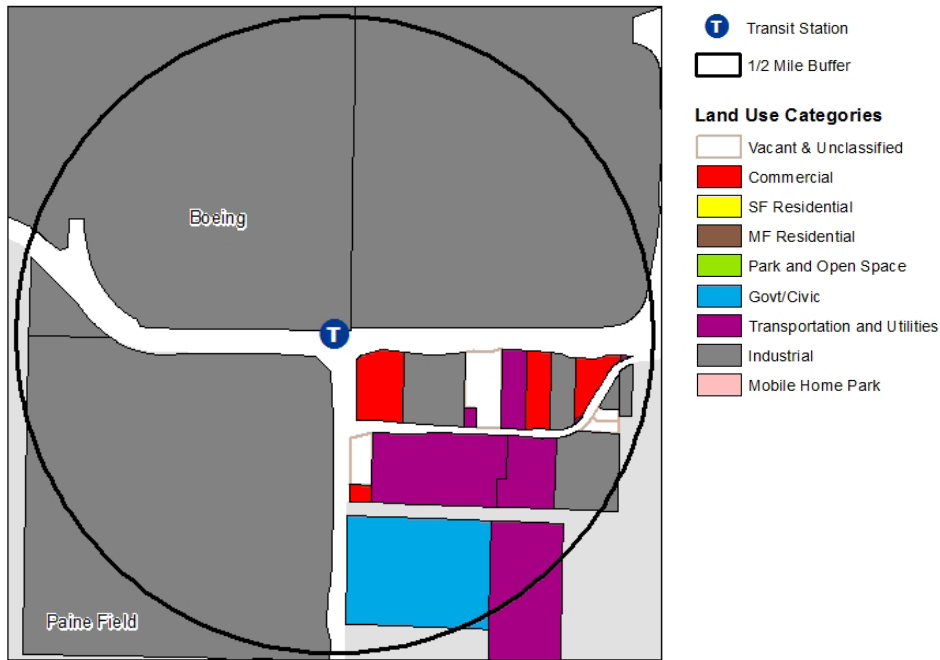 T Transit Station
1/2 Mile Buffer
Land Use Categories
Vacant & Unclassified
Commercial
SF Residential
MF Residential
Park and Open Space
Govt/Civic
Transportation and Utilities
Industrial
Mobile Home Park
Boeing
T
Paine Field